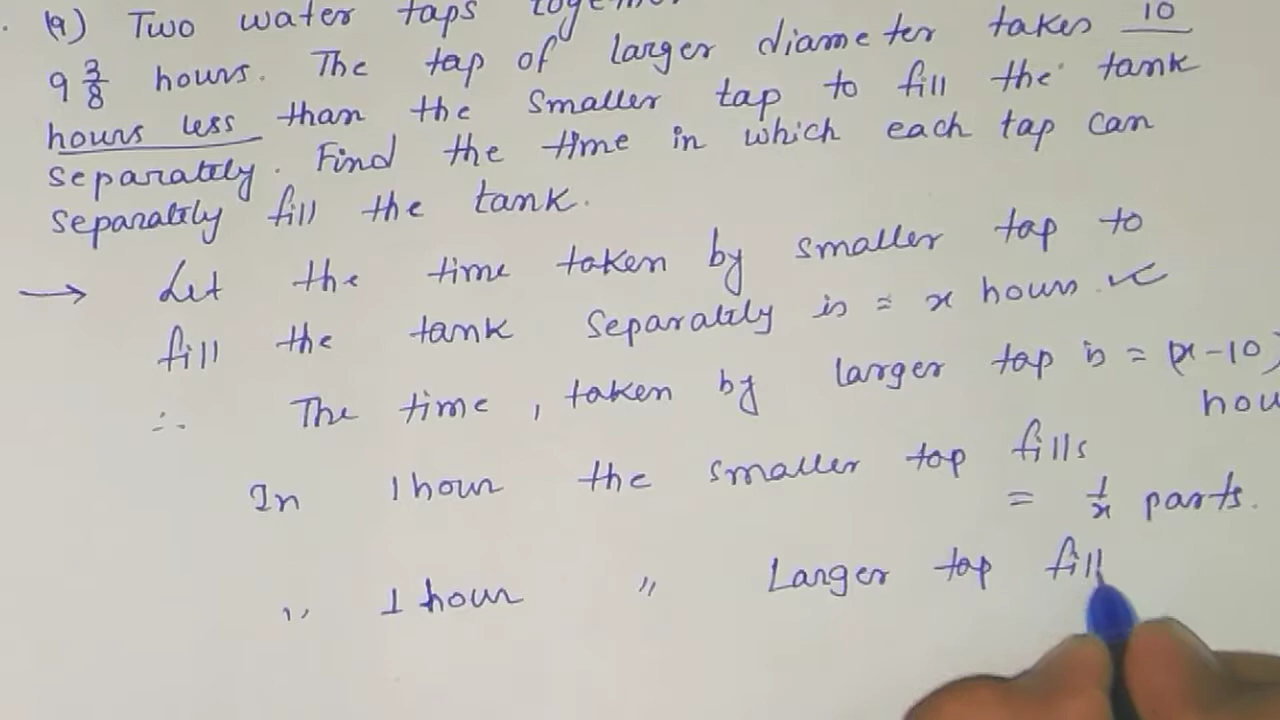 (9) Two water taps together
9 3/8 hours. The tap of larger diameter takes 10
hours less than the smaller tap to fill the tank
separately. Find the time in which each tap can
separately fill the tank.
→ Let the time taken by smaller tap to
fill the tank separately is = x hours.
∴ The time, taken by larger tap is = (x-10)
hou
In 1 hour the smaller tap fills
= 1/x parts.
,, 1 hour ,, Larger tap fill